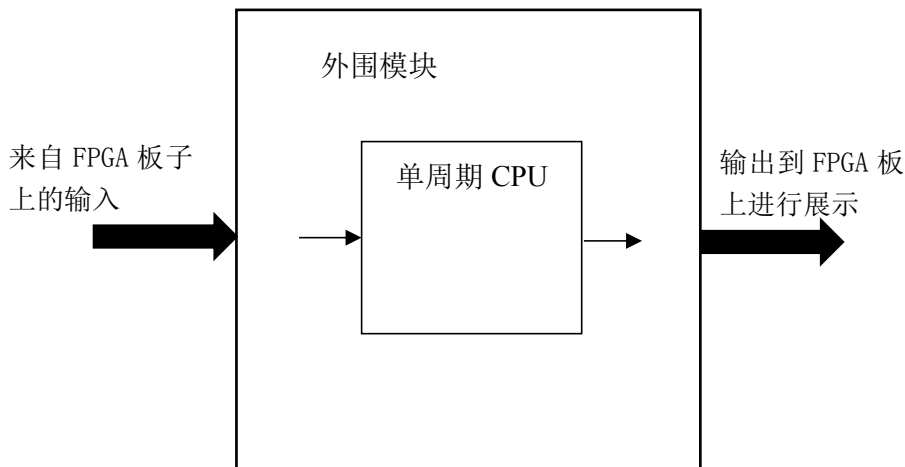 外围模块
来自 FPGA 板子
上的输入
单周期 CPU
输出到 FPGA 板
上进行展示